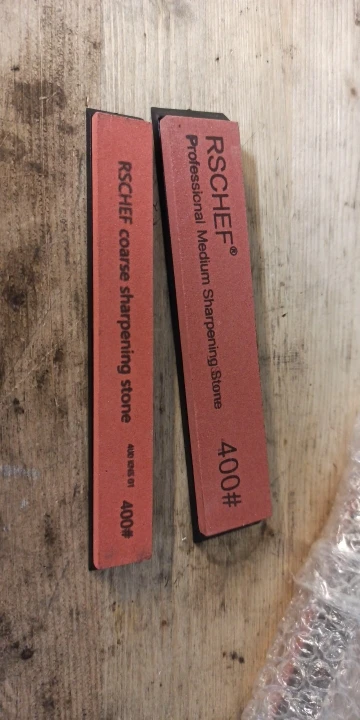 RSCHEF coarse sharpening stone
400#
RSCHEF®
Professional Medium Sharpening Stone
400#